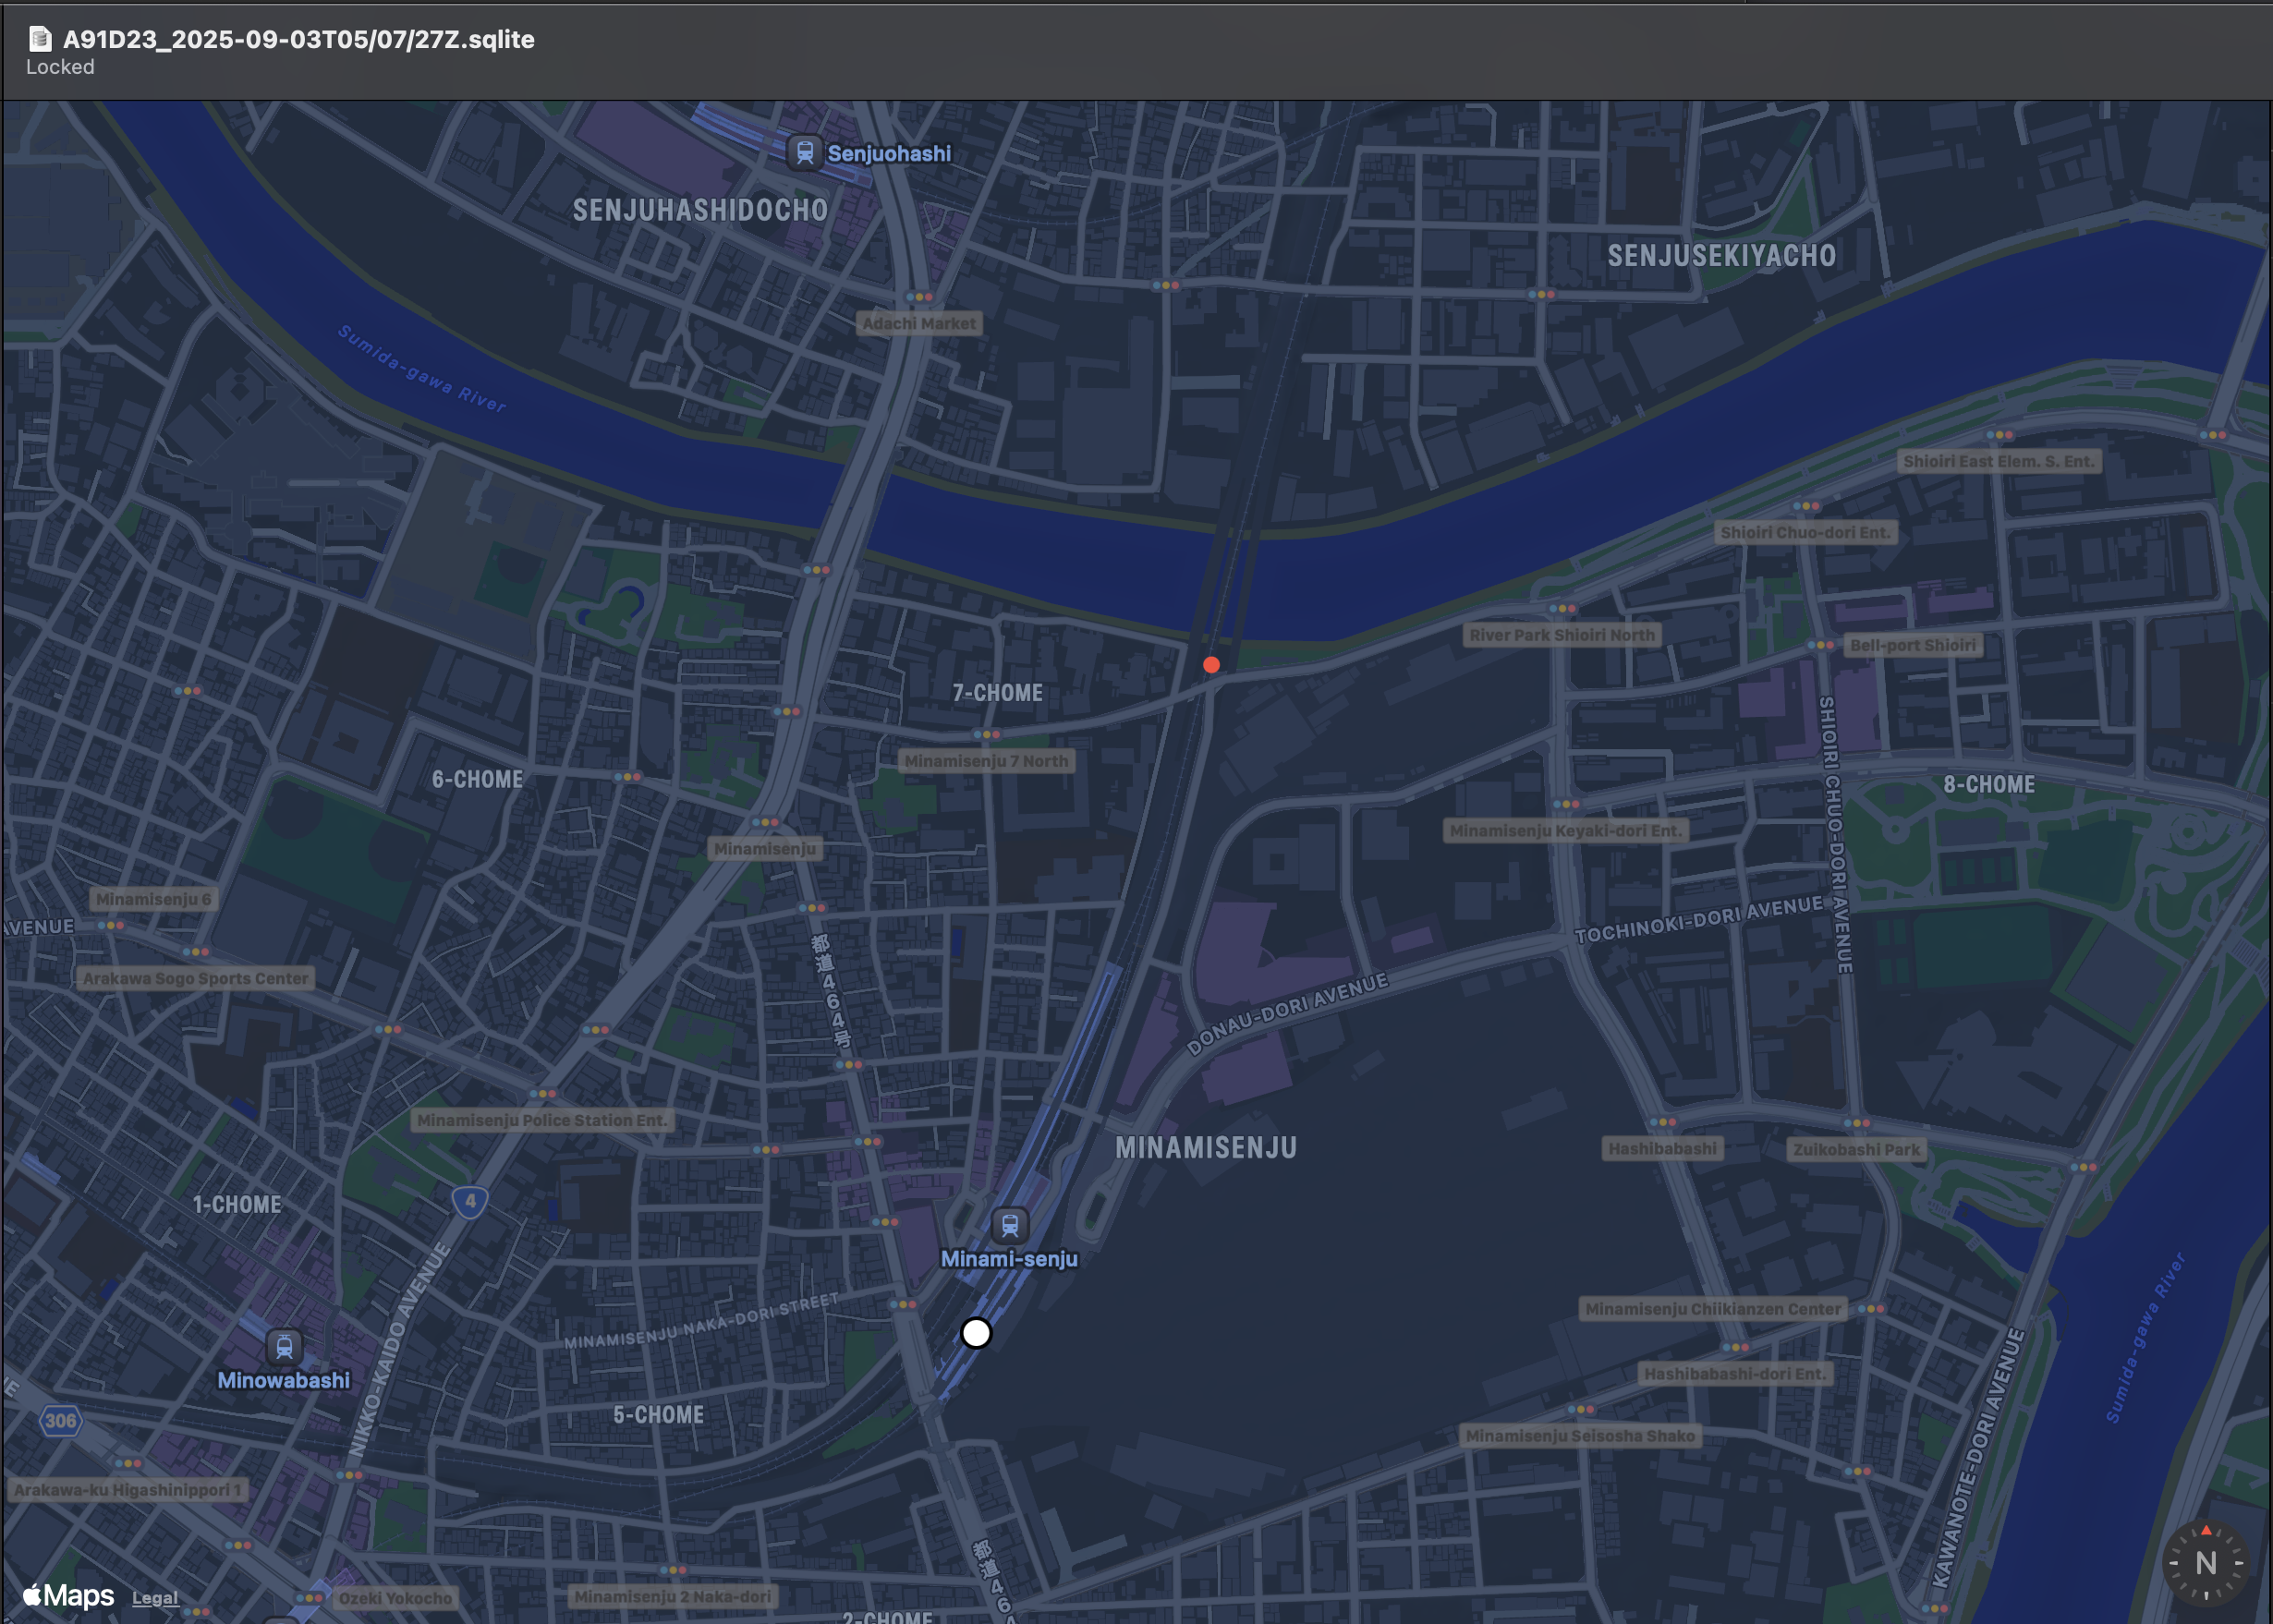 A91D23_2025-09-03T05/07/27Z.sqlite
Locked
Senjuohashi
SENJUHASHIDOCHO
SENJUSEKIYACHO
Adachi Market
Sumida-gawa River
Shioiri East Elem. S. Ent.
Shioiri Chuo-dori Ent.
River Park Shioiri North
Bell-port Shioiri
7-CHOME
Minamisenju 7 North
6-CHOME
8-CHOME
SHIOIRI CHUO-DORI AVENUE
Minamisenju Keyaki-dori Ent.
Minamisenju
Minamisenju 6
AVENUE
TOCHINOKI-DORI AVENUE
Arakawa Sogo Sports Center
都道464号
DONAU-DORI AVENUE
Minamisenju Police Station Ent.
MINAMISENJU
Hashibabashi
Zuikobashi Park
1-CHOME
4
Minami-senju
MINAMISENJU NAKA-DORI STREET
Minamisenju Chiikianzen Center
Sumida-gawa River
Minowabashi
NIKKO-KAIDO AVENUE
Hashibabashi-dori Ent.
306
5-CHOME
Minamisenju Seisosha Shako
KAWANOTE-DORI AVENUE
Arakawa-ku Higashinippori 1
都道46
N
Maps
Legal
Ozeki Yokocho
Minamisenju 2 Naka-dori
2-CHOME